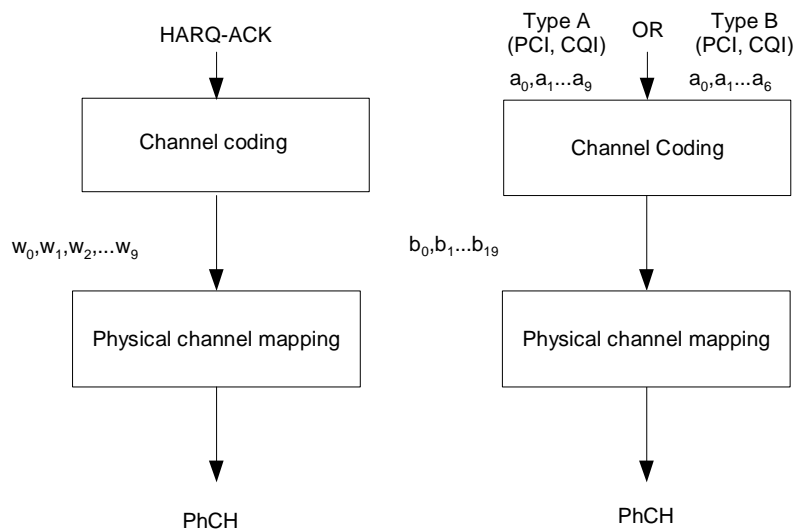 HARQ-ACK
Channel coding
w0,w1,w2,...w9
Physical channel mapping
PhCH
Type A
(PCI, CQI)
OR
Type B
(PCI, CQI)
a0,a1...a9
a0,a1...a6
Channel Coding
b0,b1...b19
Physical channel mapping
PhCH